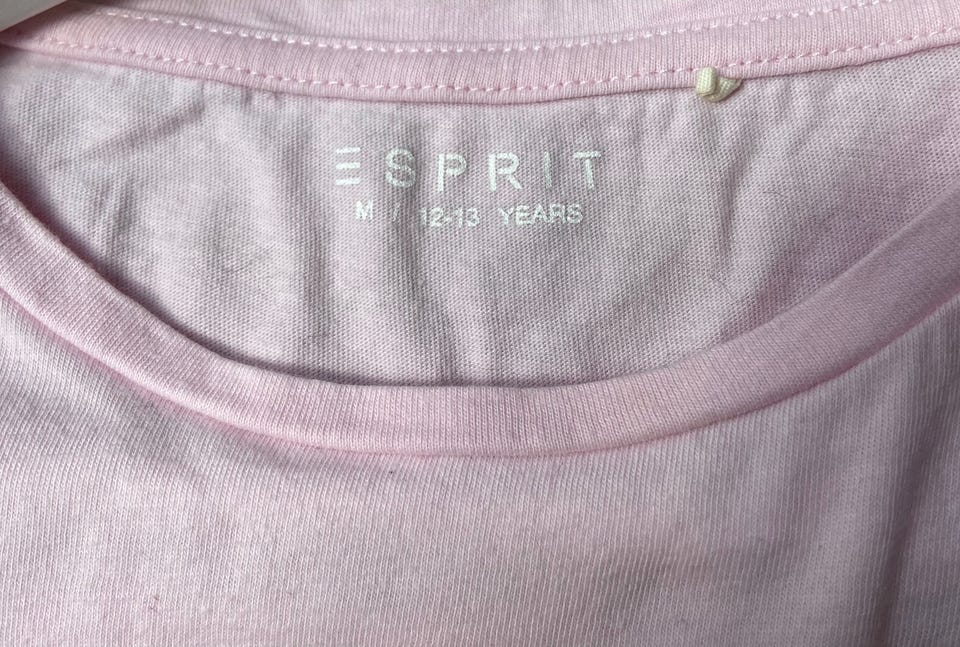 ESPRIT
M / 12-13 YEARS